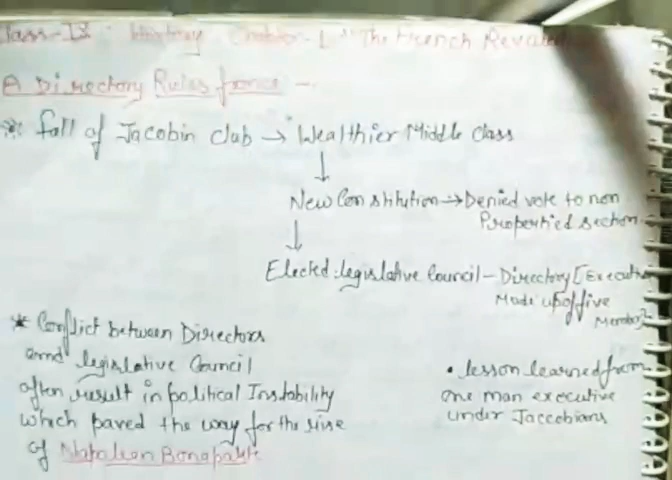 Class-IX History Chapter-1 "The French Revolu
A Directory Rules france -
* fall of Jacobin club → Wealthier Middle class
↓
New Constitution → Denied vote to non
Propertied section
↓
Elected legislative Council - Directory [Executive
Made up of five
Members
* Conflict between Directors
and legislative Council
often result in political Instability
which paved the way for the rise
of Napoleon Bonaparte
• lesson learned from
one man executive
under Jaccobians